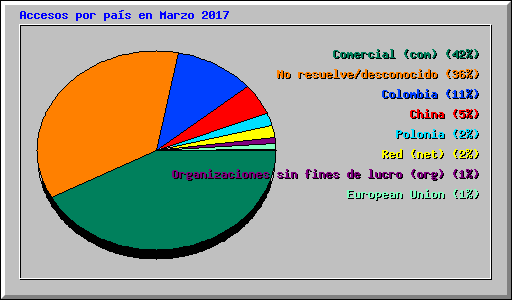 Accesos por país en Marzo 2017
Comercial (com) (42%)
No resuelve/desconocido (36%)
Colombia (11%)
China (5%)
Polonia (2%)
Red (net) (2%)
Organizaciones sin fines de lucro (org) (1%)
European Union (1%)